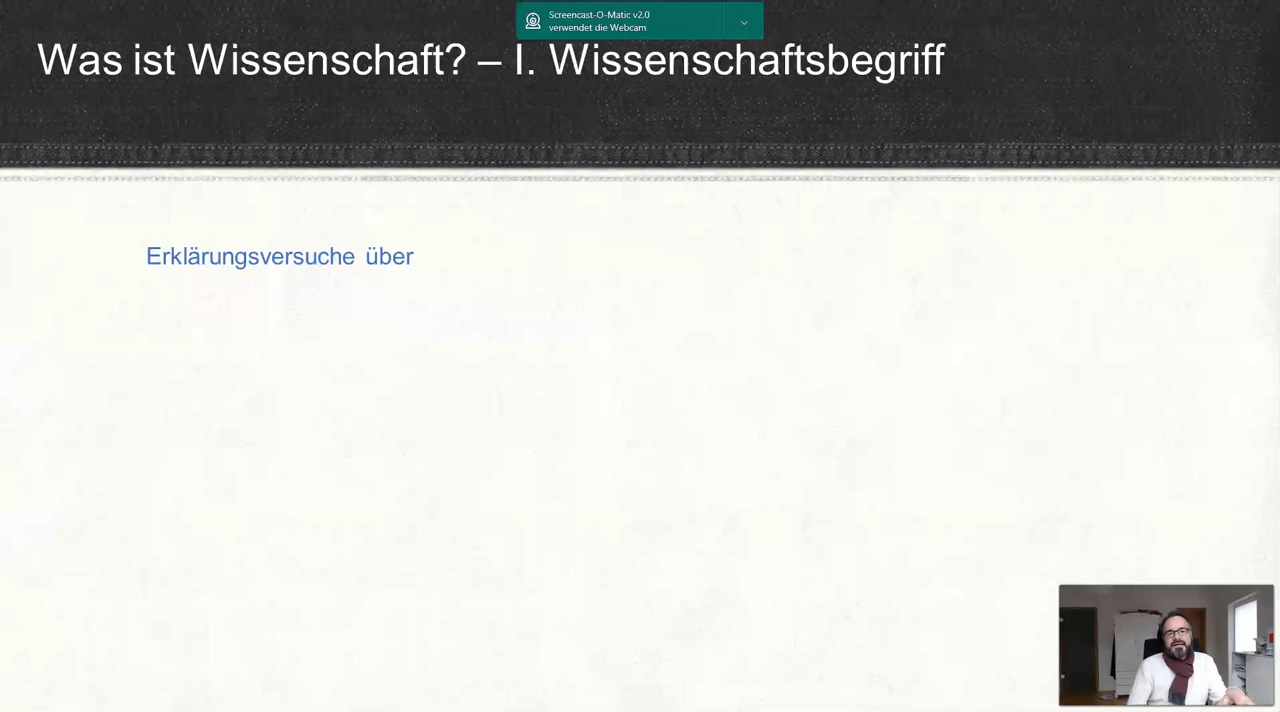 Screencast-O-Matic v2.0
verwendet die Webcam
Was ist Wissenschaft? – I. Wissenschaftsbegriff
Erklärungsversuche über